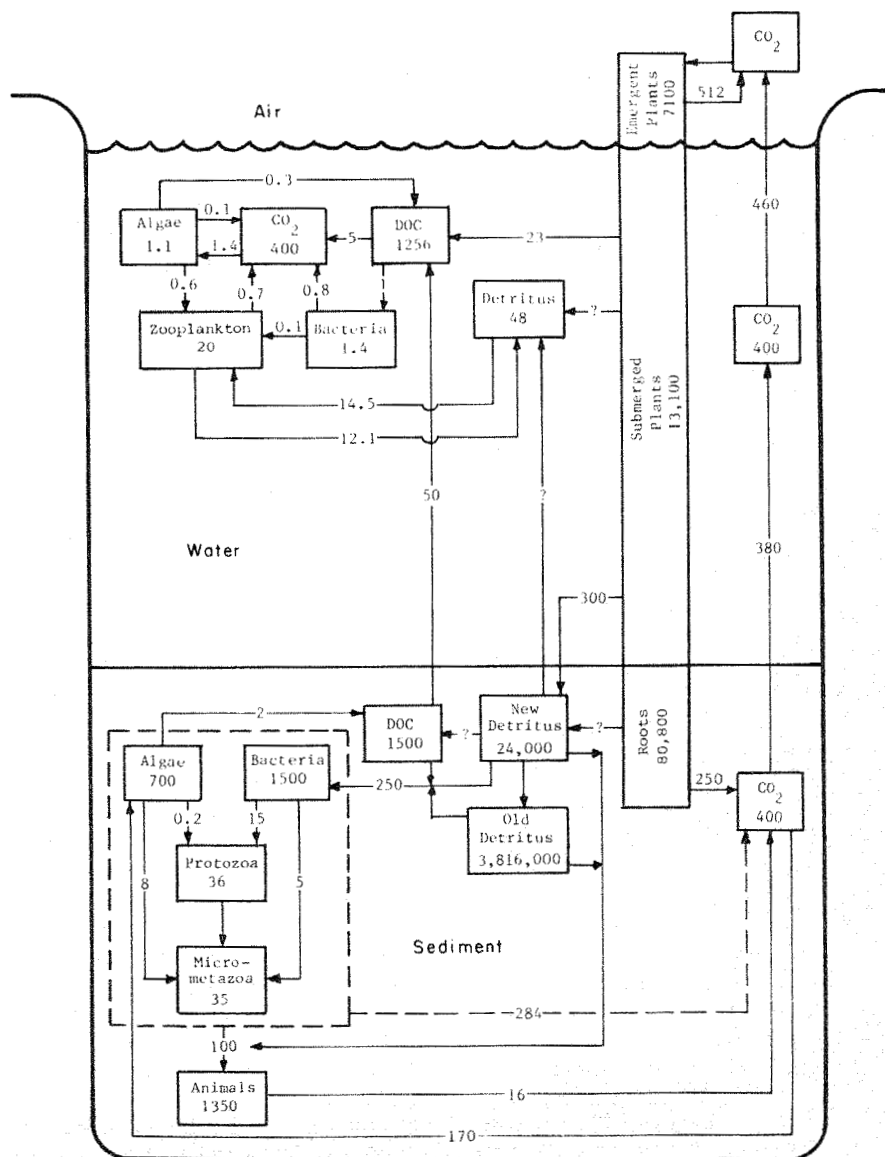 CO2
512
Emergent
Plants
7100
Air
0.3
Algae
1.1
0.1
1.4
CO2
400
5
DOC
1256
23
460
0.6
0.7
0.8
Zooplankton
20
0.1
Bacteria
1.4
Detritus
48
?
CO2
400
14.5
12.1
Submerged
Plants
13,100
50
?
Water
380
300
2
DOC
1500
?
New
Detritus
24,000
?
Roots
80,800
Algae
700
Bacteria
1500
250
250
CO2
400
0.2
15
Old
Detritus
3,816,000
Protozoa
36
8
5
Sediment
Micro-
metazoa
35
284
100
Animals
1350
16
170